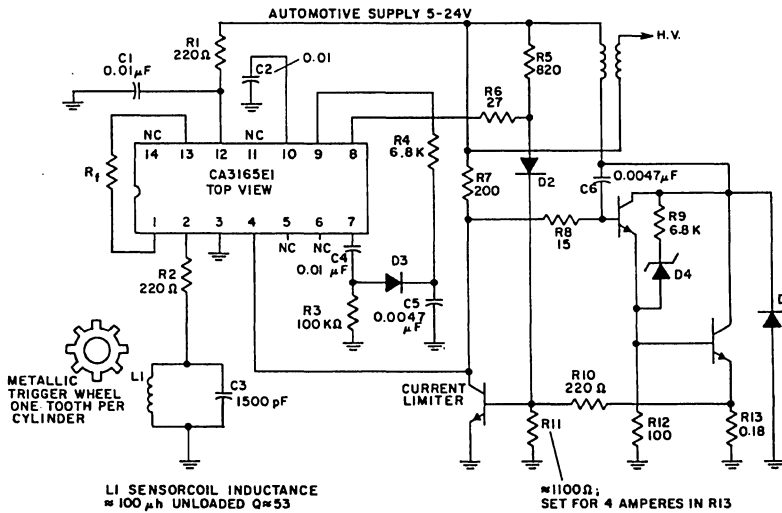 AUTOMOTIVE SUPPLY 5-24V
H.V.
C1
0.01µF
R1
220Ω
C2
0.01
R5
820
R6
27
R4
6.8K
NC
NC
14
13
12
11
10
9
8
CA3165E1
TOP VIEW
1
2
3
4
5
6
7
NC
NC
Rf
R7
200
D2
0.0047µF
C6
R8
15
R9
6.8K
D4
D
R2
220Ω
C4
0.01 µF
D3
R3
100KΩ
C5
0.0047
µF
METALLIC
TRIGGER WHEEL
ONE TOOTH PER
CYLINDER
L1
C3
1500pF
CURRENT
LIMITER
R10
220Ω
R11
R12
100
R13
0.18
≈1100Ω;
SET FOR 4 AMPERES IN R13
L1 SENSORCOIL INDUCTANCE
≈ 100µh UNLOADED Q≈53